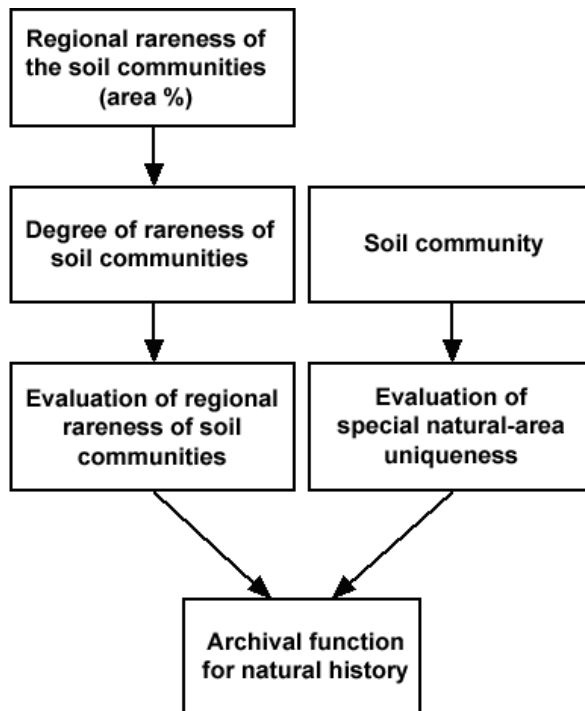 Regional rareness of
the soil communities
(area %)
Degree of rareness of
soil communities
Soil community
Evaluation of regional
rareness of soil
communities
Evaluation of
special natural-area
uniqueness
Archival function
for natural history